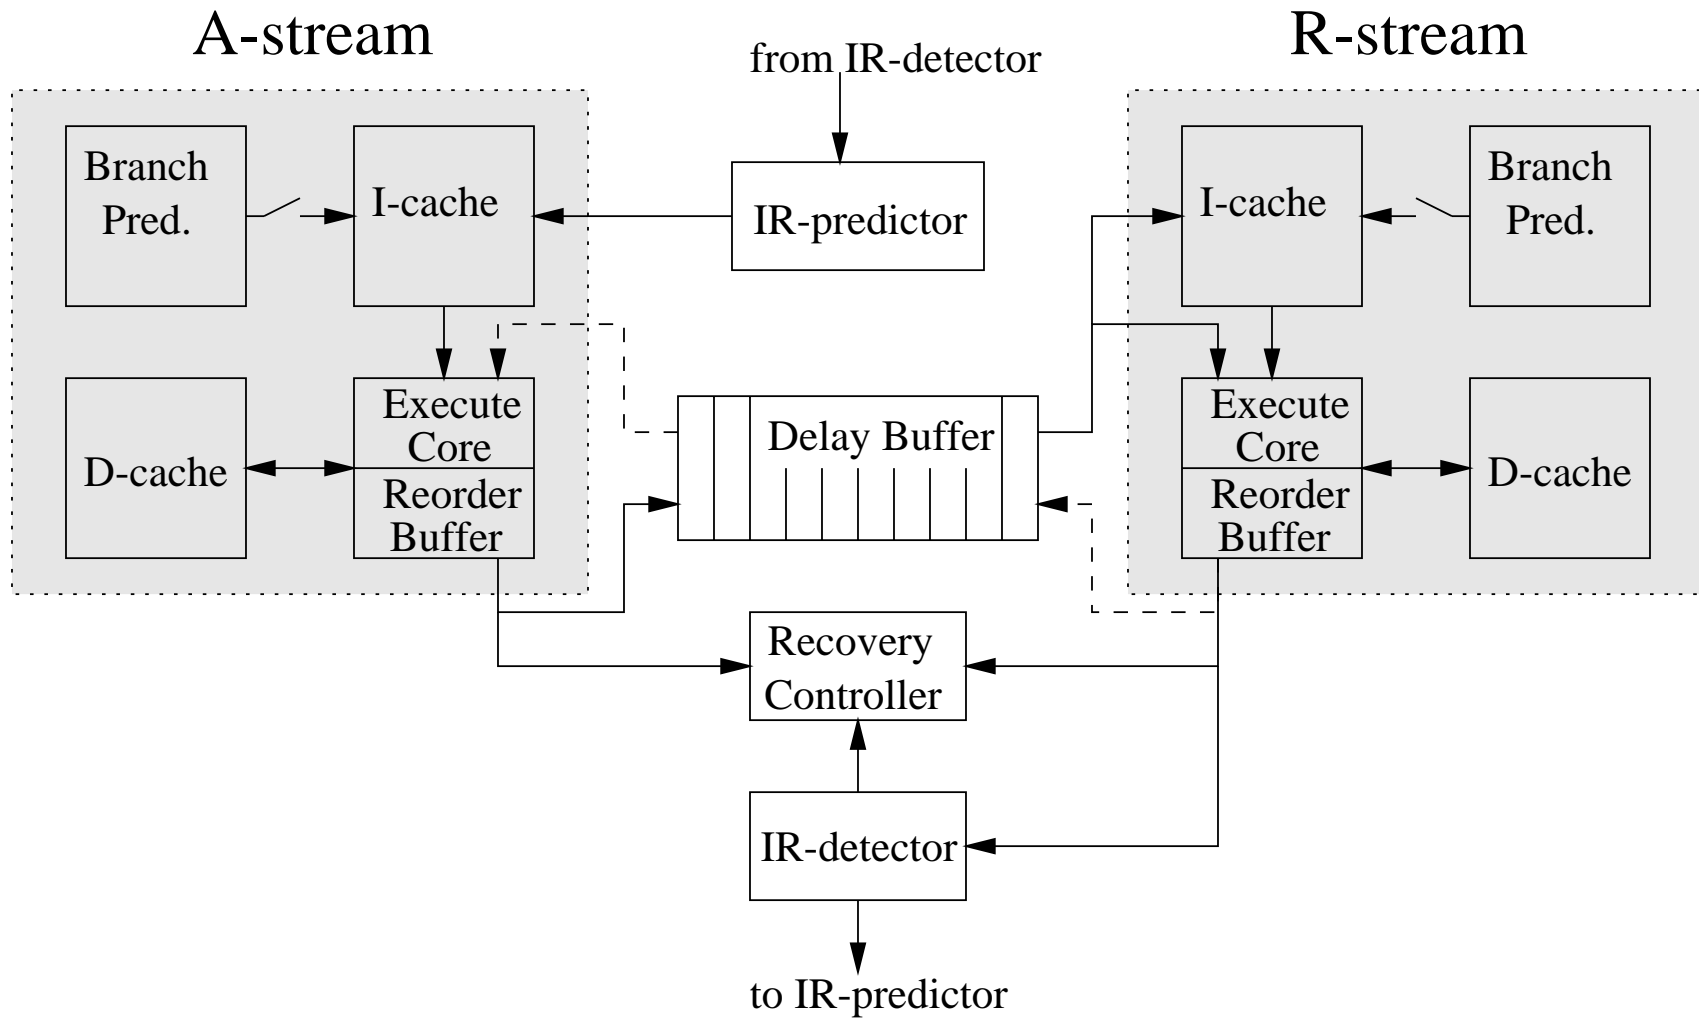 A-stream
from IR-detector
R-stream
Branch
Pred.
I-cache
IR-predictor
I-cache
Branch
Pred.
D-cache
Execute
Core
Reorder
Buffer
Delay Buffer
Execute
Core
Reorder
Buffer
D-cache
Recovery
Controller
IR-detector
to IR-predictor